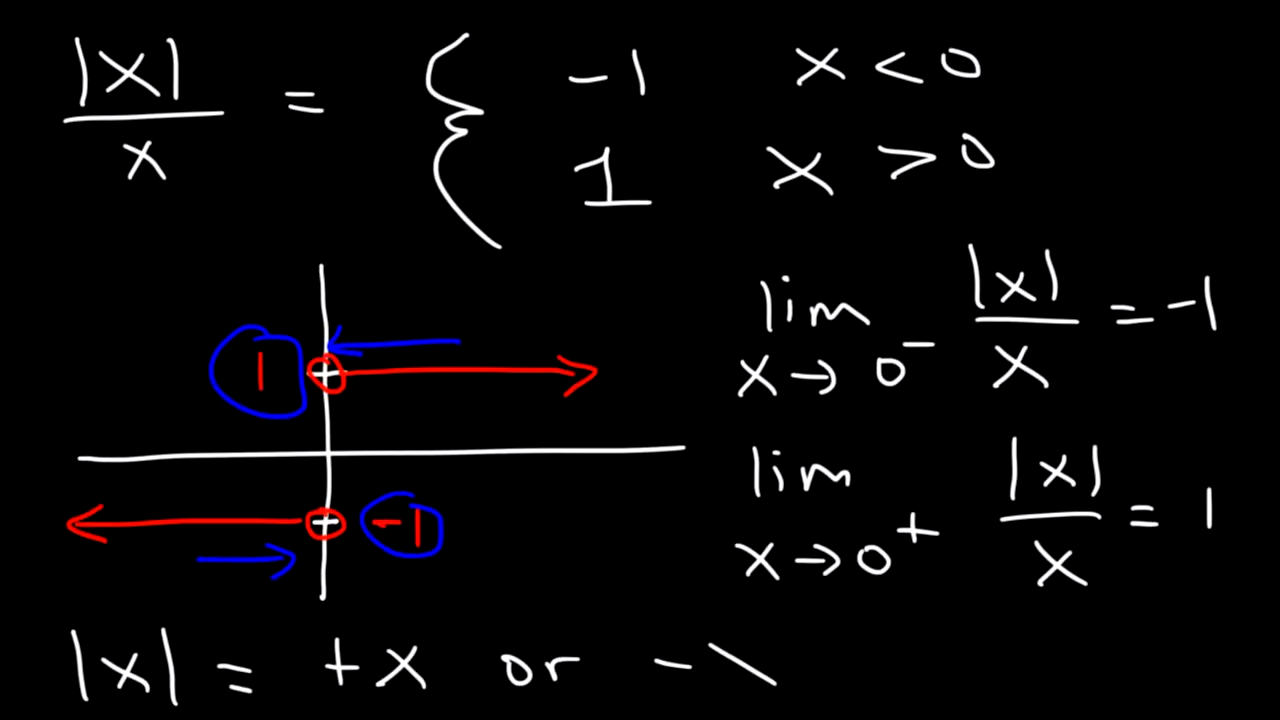 |x|/x = { -1 x < 0
1 x > 0
1
-1
lim x→0⁻ |x|/x = -1
lim x→0⁺ |x|/x = 1
|x| = +x or -\